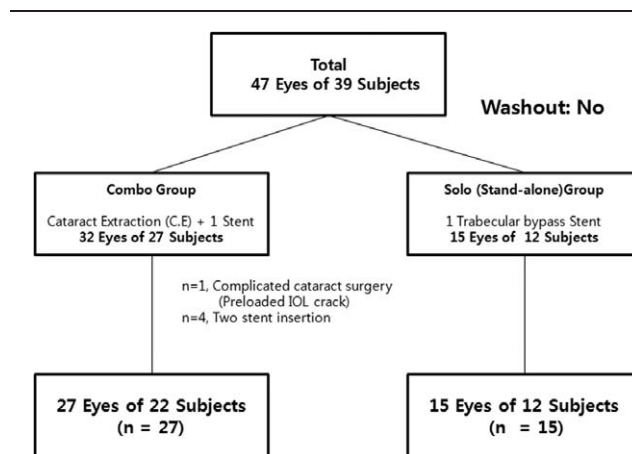 Total
47 Eyes of 39 Subjects
Washout: No
Combo Group
Cataract Extraction (C.E) + 1 Stent
32 Eyes of 27 Subjects
Solo (Stand-alone)Group
1 Trabecular bypass Stent
15 Eyes of 12 Subjects
n=1, Complicated cataract surgery
(Preloaded IOL crack)
n=4, Two stent insertion
27 Eyes of 22 Subjects
(n = 27)
15 Eyes of 12 Subjects
(n = 15)